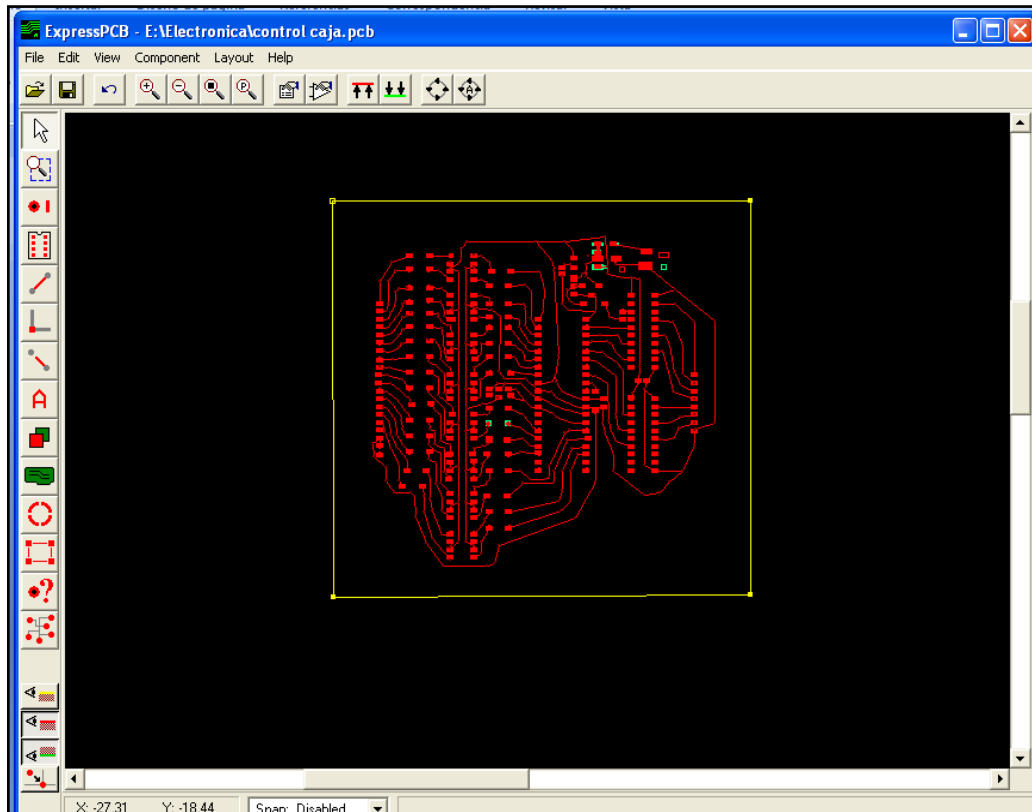 ExpressPCB - E:\Electronica\control caja.pcb
File Edit View Component Layout Help
P
A
A
?
X: -27.31 Y: -18.44 Snap: Disabled